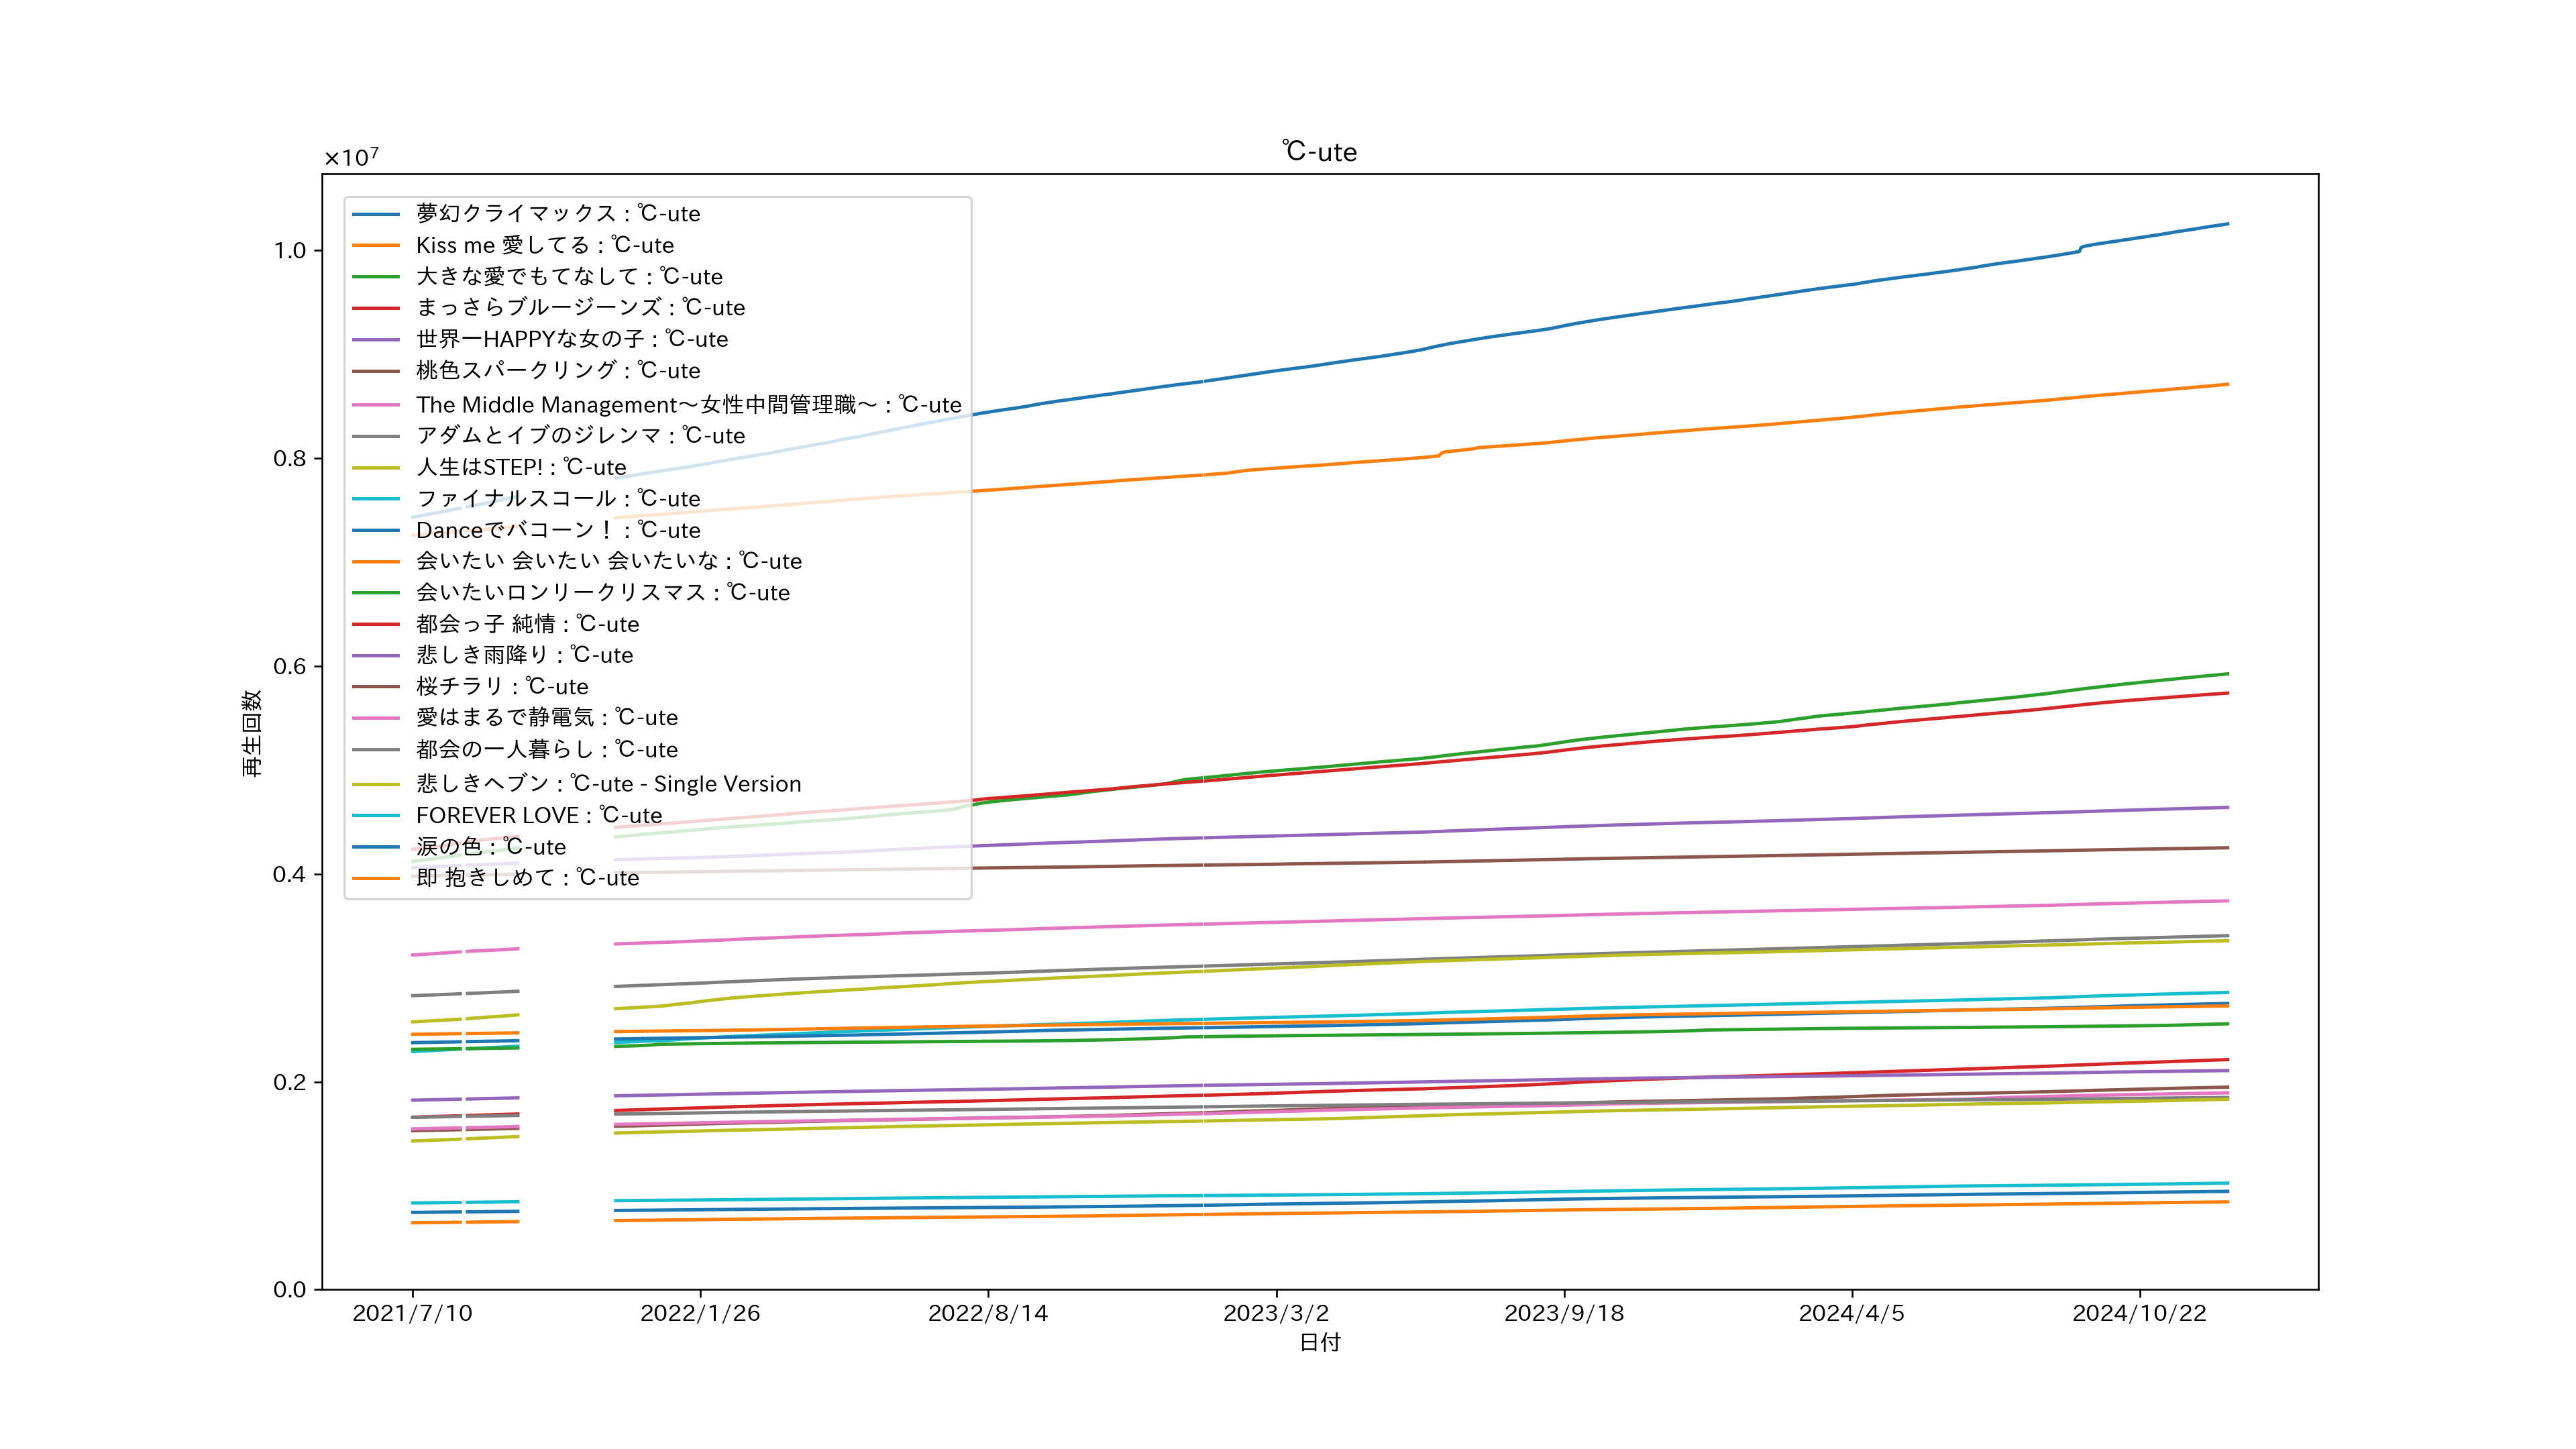 ℃-ute
×10⁷
1.0
0.8
0.6
0.4
0.2
0.0
再生回数
夢幻クライマックス : ℃-ute
Kiss me 愛してる : ℃-ute
大きな愛でもてなして : ℃-ute
まっさらブルージーンズ : ℃-ute
世界一HAPPYな女の子 : ℃-ute
桃色スパークリング : ℃-ute
The Middle Management～女性中間管理職～ : ℃-ute
アダムとイブのジレンマ : ℃-ute
人生はSTEP! : ℃-ute
ファイナルスコール : ℃-ute
Danceでバコーン！ : ℃-ute
会いたい 会いたい 会いたいな : ℃-ute
会いたいロンリークリスマス : ℃-ute
都会っ子 純情 : ℃-ute
悲しき雨降り : ℃-ute
桜チラリ : ℃-ute
愛はまるで静電気 : ℃-ute
都会の一人暮らし : ℃-ute
悲しきヘブン : ℃-ute - Single Version
FOREVER LOVE : ℃-ute
涙の色 : ℃-ute
即 抱きしめて : ℃-ute
2021/7/10 2022/1/26 2022/8/14 2023/3/2 2023/9/18 2024/4/5 2024/10/22
日付